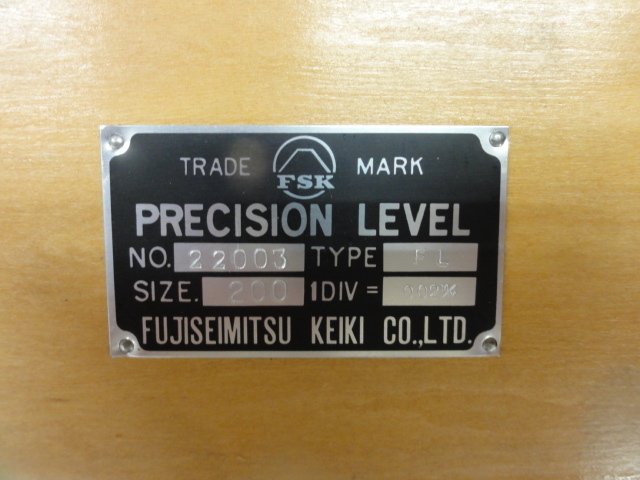 TRADE FSK MARK
PRECISION LEVEL
NO. 22003 TYPE
SIZE. 200 1DIV =
FUJISEIMITSU KEIKI CO.,LTD.